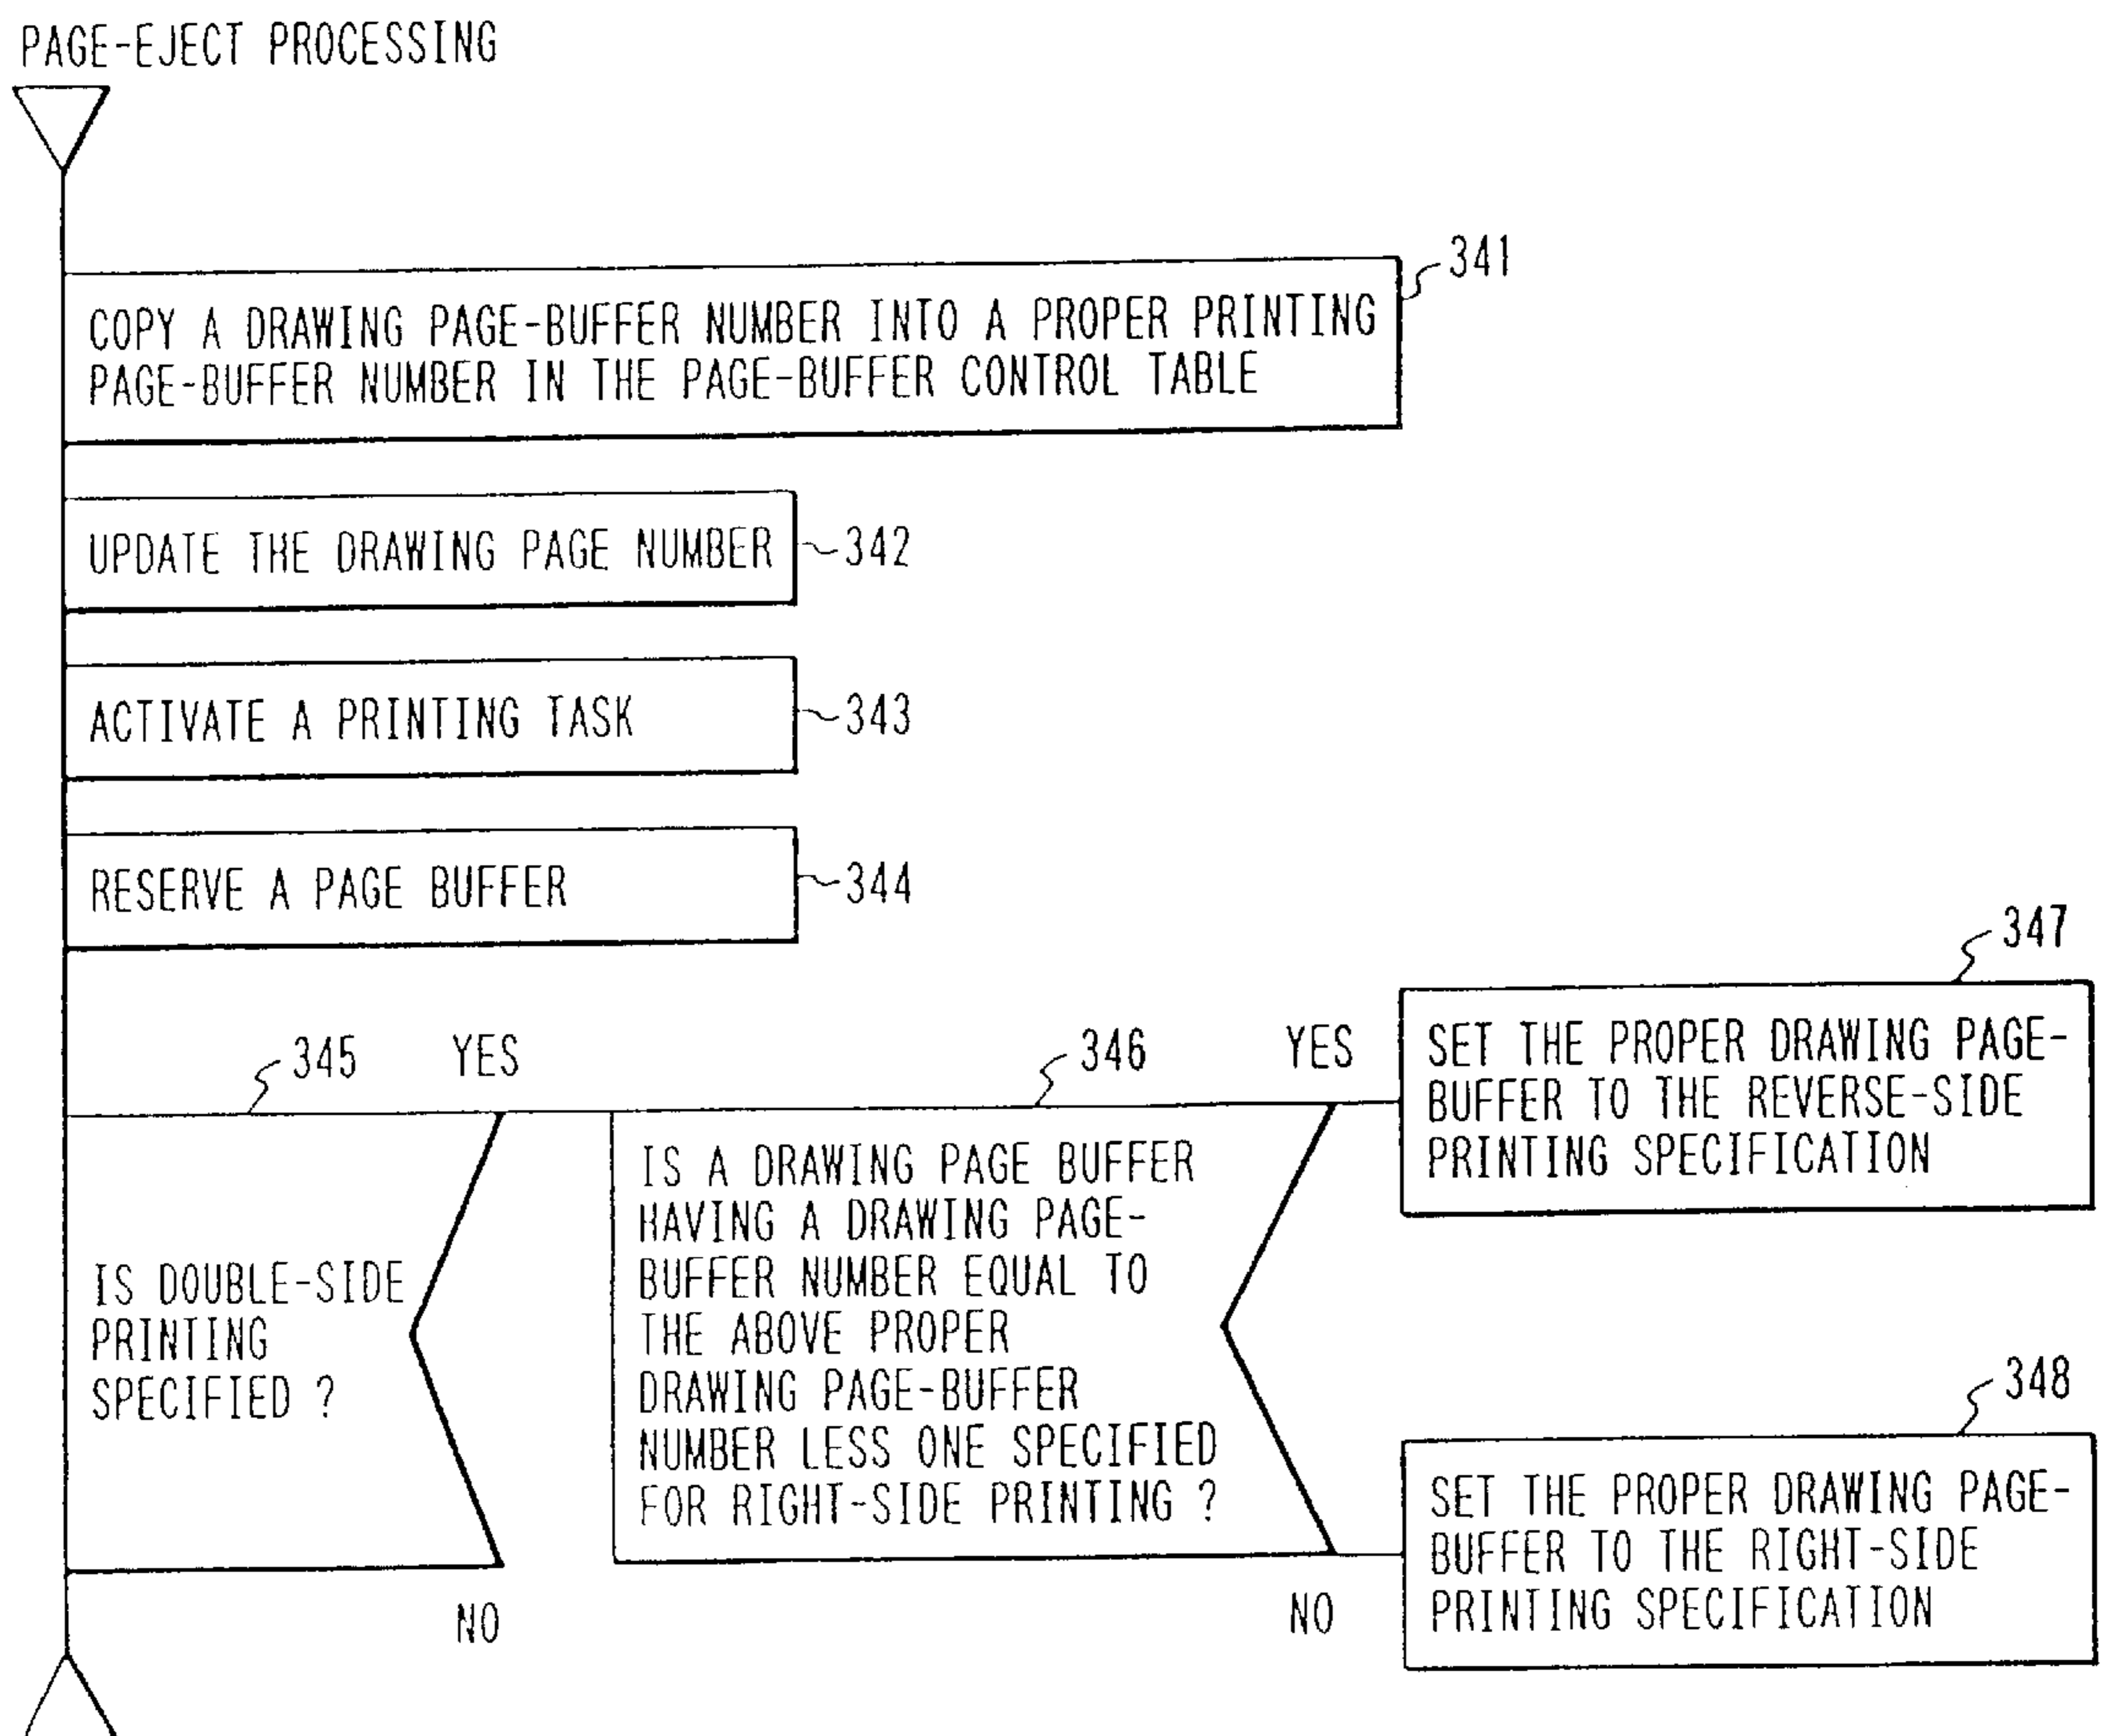 PAGE-EJECT PROCESSING
341
COPY A DRAWING PAGE-BUFFER NUMBER INTO A PROPER PRINTING
PAGE-BUFFER NUMBER IN THE PAGE-BUFFER CONTROL TABLE
UPDATE THE DRAWING PAGE NUMBER
342
ACTIVATE A PRINTING TASK
343
RESERVE A PAGE BUFFER
344
345
YES
IS DOUBLE-SIDE
PRINTING
SPECIFIED ?
NO
346
YES
IS A DRAWING PAGE BUFFER
HAVING A DRAWING PAGE-
BUFFER NUMBER EQUAL TO
THE ABOVE PROPER
DRAWING PAGE-BUFFER
NUMBER LESS ONE SPECIFIED
FOR RIGHT-SIDE PRINTING ?
NO
347
SET THE PROPER DRAWING PAGE-
BUFFER TO THE REVERSE-SIDE
PRINTING SPECIFICATION
348
SET THE PROPER DRAWING PAGE-
BUFFER TO THE RIGHT-SIDE
PRINTING SPECIFICATION